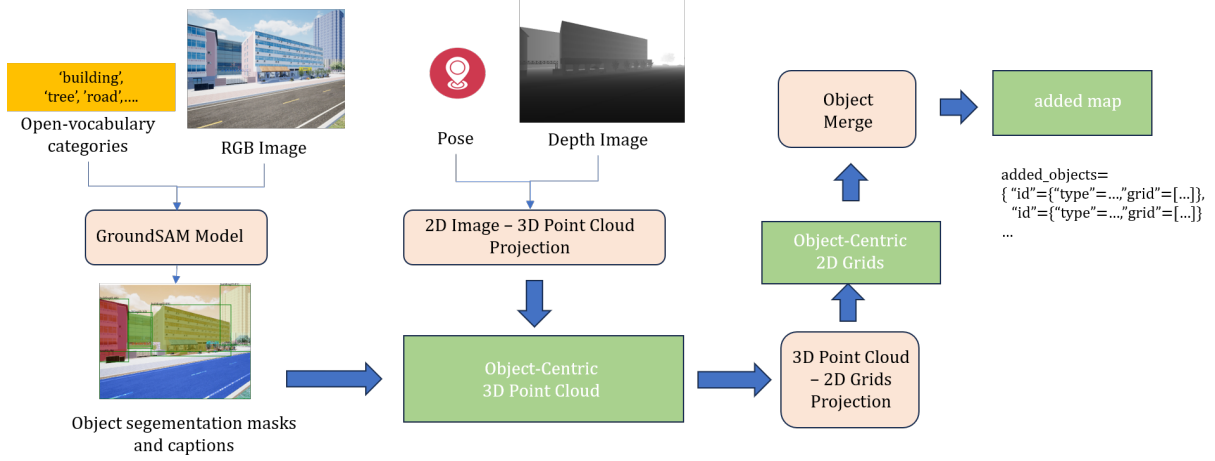 ‘building’,
‘tree’, ’road’,....
Open-vocabulary
categories
RGB Image
GroundSAM Model
Object segementation masks
and captions
Pose
Depth Image
2D Image – 3D Point Cloud
Projection
Object-Centric
3D Point Cloud
3D Point Cloud
– 2D Grids
Projection
Object-Centric
2D Grids
Object
Merge
added map
added_objects=
{ “id”={“type”=...,”grid”=[...]},
“id”={“type”=...,”grid”=[...]}
...